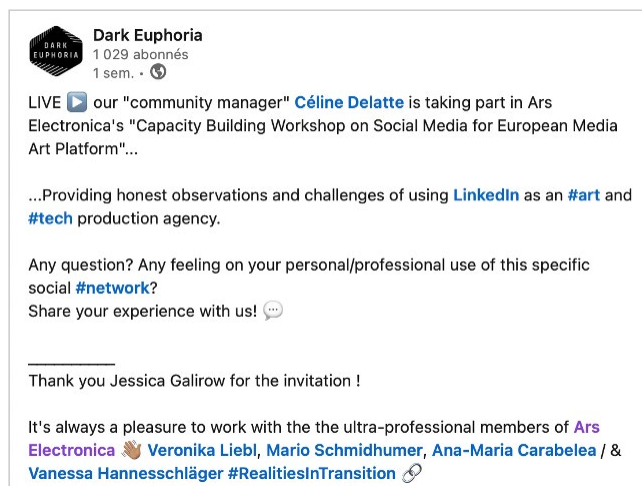 DARK
EUPHORIA
Dark Euphoria
1 029 abonnés
1 sem. •
LIVE ▶️ our "community manager" Céline Delatte is taking part in Ars
Electronica's "Capacity Building Workshop on Social Media for European Media
Art Platform"...
...Providing honest observations and challenges of using LinkedIn as an #art and
#tech production agency.
Any question? Any feeling on your personal/professional use of this specific
social #network?
Share your experience with us! 💬
__________
Thank you Jessica Galirow for the invitation !
It's always a pleasure to work with the the ultra-professional members of Ars
Electronica 👋🏽 Veronika Liebl, Mario Schmidhumer, Ana-Maria Carabelea / &
Vanessa Hannesschläger #RealitiesInTransition 🔗